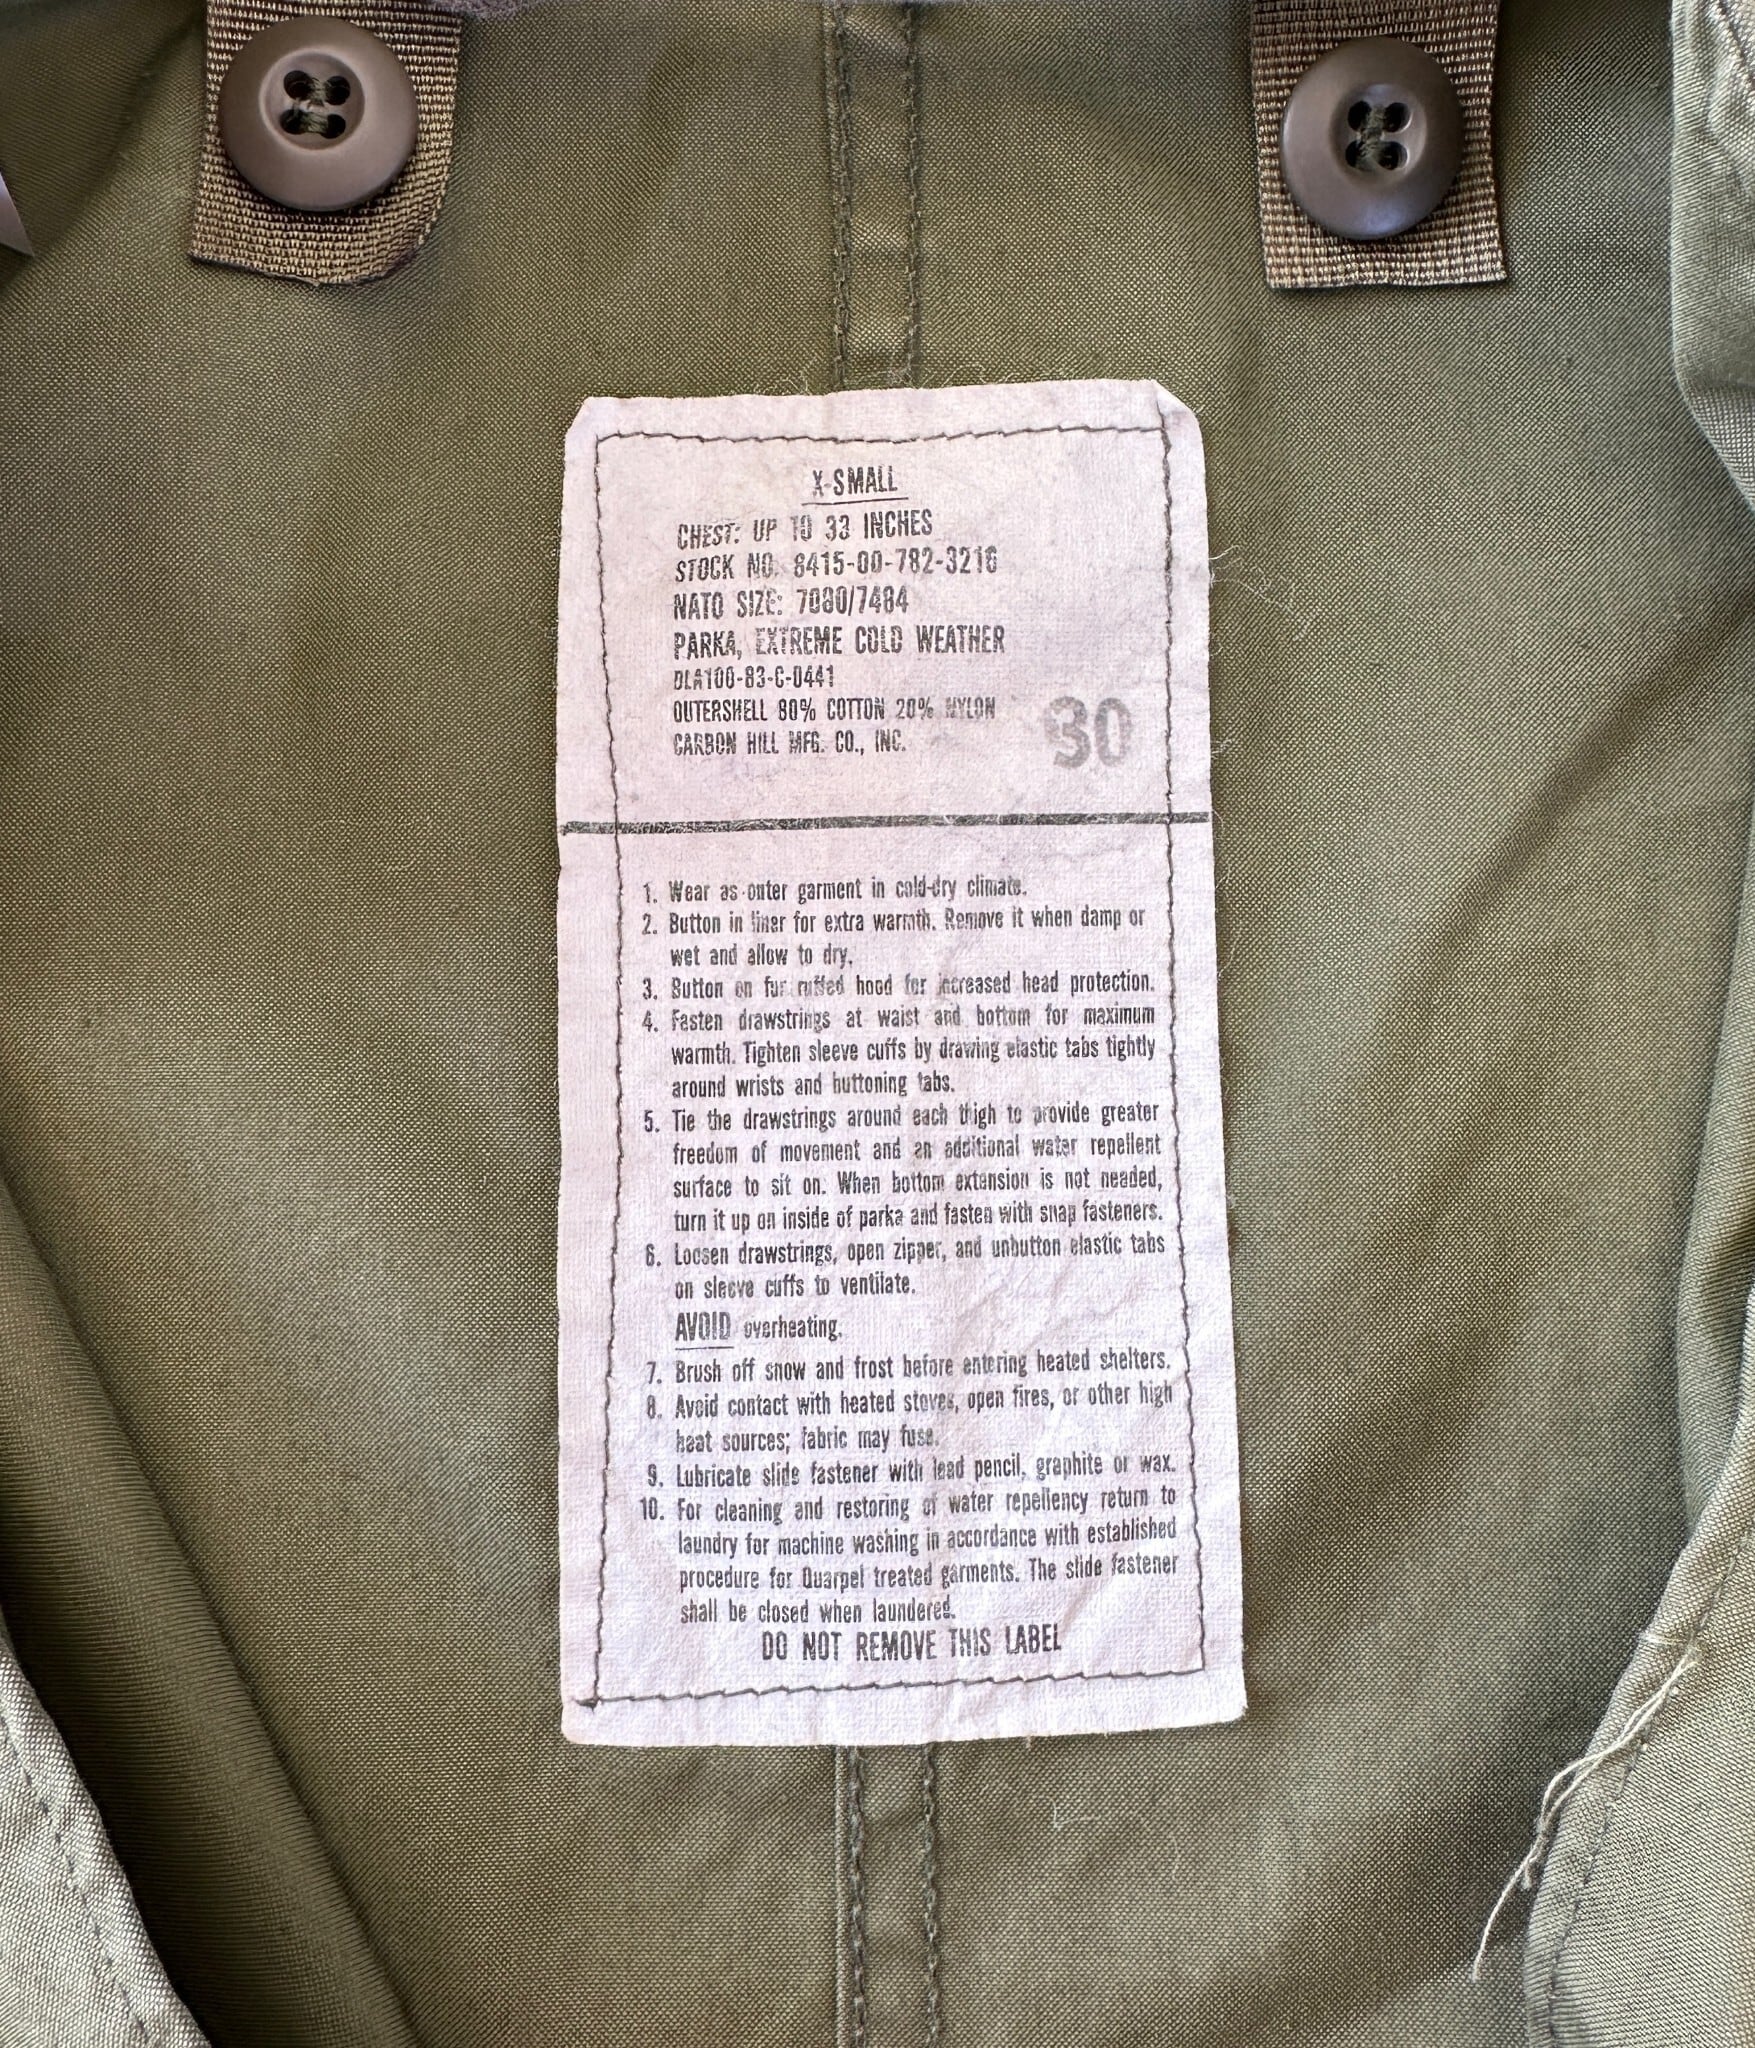 X-SMALL
CHEST: UP TO 33 INCHES
STOCK NO. 8415-00-782-3216
NATO SIZE: 7080/7484
PARKA, EXTREME COLD WEATHER
DLA100-83-C-0441
OUTERSHELL 80% COTTON 20% NYLON
CARBON HILL MFG. CO., INC.
30
1. Wear as outer garment in cold-dry climate.
2. Button in liner for extra warmth. Remove it when damp or
wet and allow to dry.
3. Button on fur ruffed hood for increased head protection.
4. Fasten drawstrings at waist and bottom for maximum
warmth. Tighten sleeve cuffs by drawing elastic tabs tightly
around wrists and buttoning tabs.
5. Tie the drawstrings around each thigh to provide greater
freedom of movement and an additional water repellent
surface to sit on. When bottom extension is not needed,
turn it up on inside of parka and fasten with snap fasteners.
6. Loosen drawstrings, open zipper, and unbutton elastic tabs
on sleeve cuffs to ventilate.
AVOID overheating.
7. Brush off snow and frost before entering heated shelters.
8. Avoid contact with heated stoves, open fires, or other high
heat sources; fabric may fuse.
9. Lubricate slide fastener with lead pencil, graphite or wax.
10. For cleaning and restoring of water repellency return to
laundry for machine washing in accordance with established
procedure for Quarpel treated garments. The slide fastener
shall be closed when laundered.
DO NOT REMOVE THIS LABEL